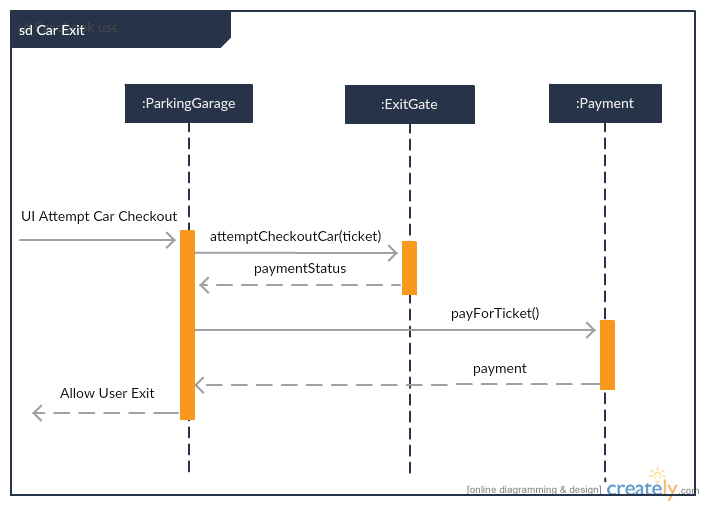 sd Car Exit
:ParkingGarage
:ExitGate
:Payment
UI Attempt Car Checkout
attemptCheckoutCar(ticket)
paymentStatus
payForTicket()
payment
Allow User Exit
[online diagramming & design] creately.com